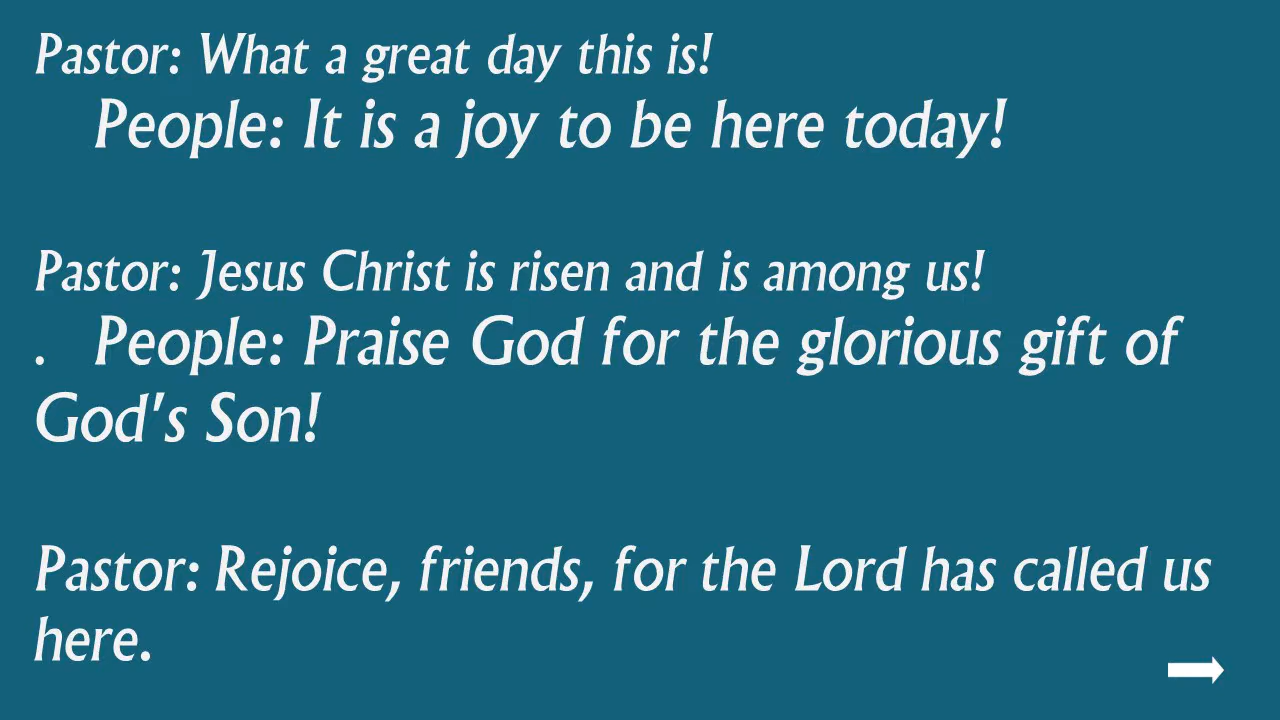 Pastor: What a great day this is!
People: It is a joy to be here today!
Pastor: Jesus Christ is risen and is among us!
. People: Praise God for the glorious gift of
God's Son!
Pastor: Rejoice, friends, for the Lord has called us
here.